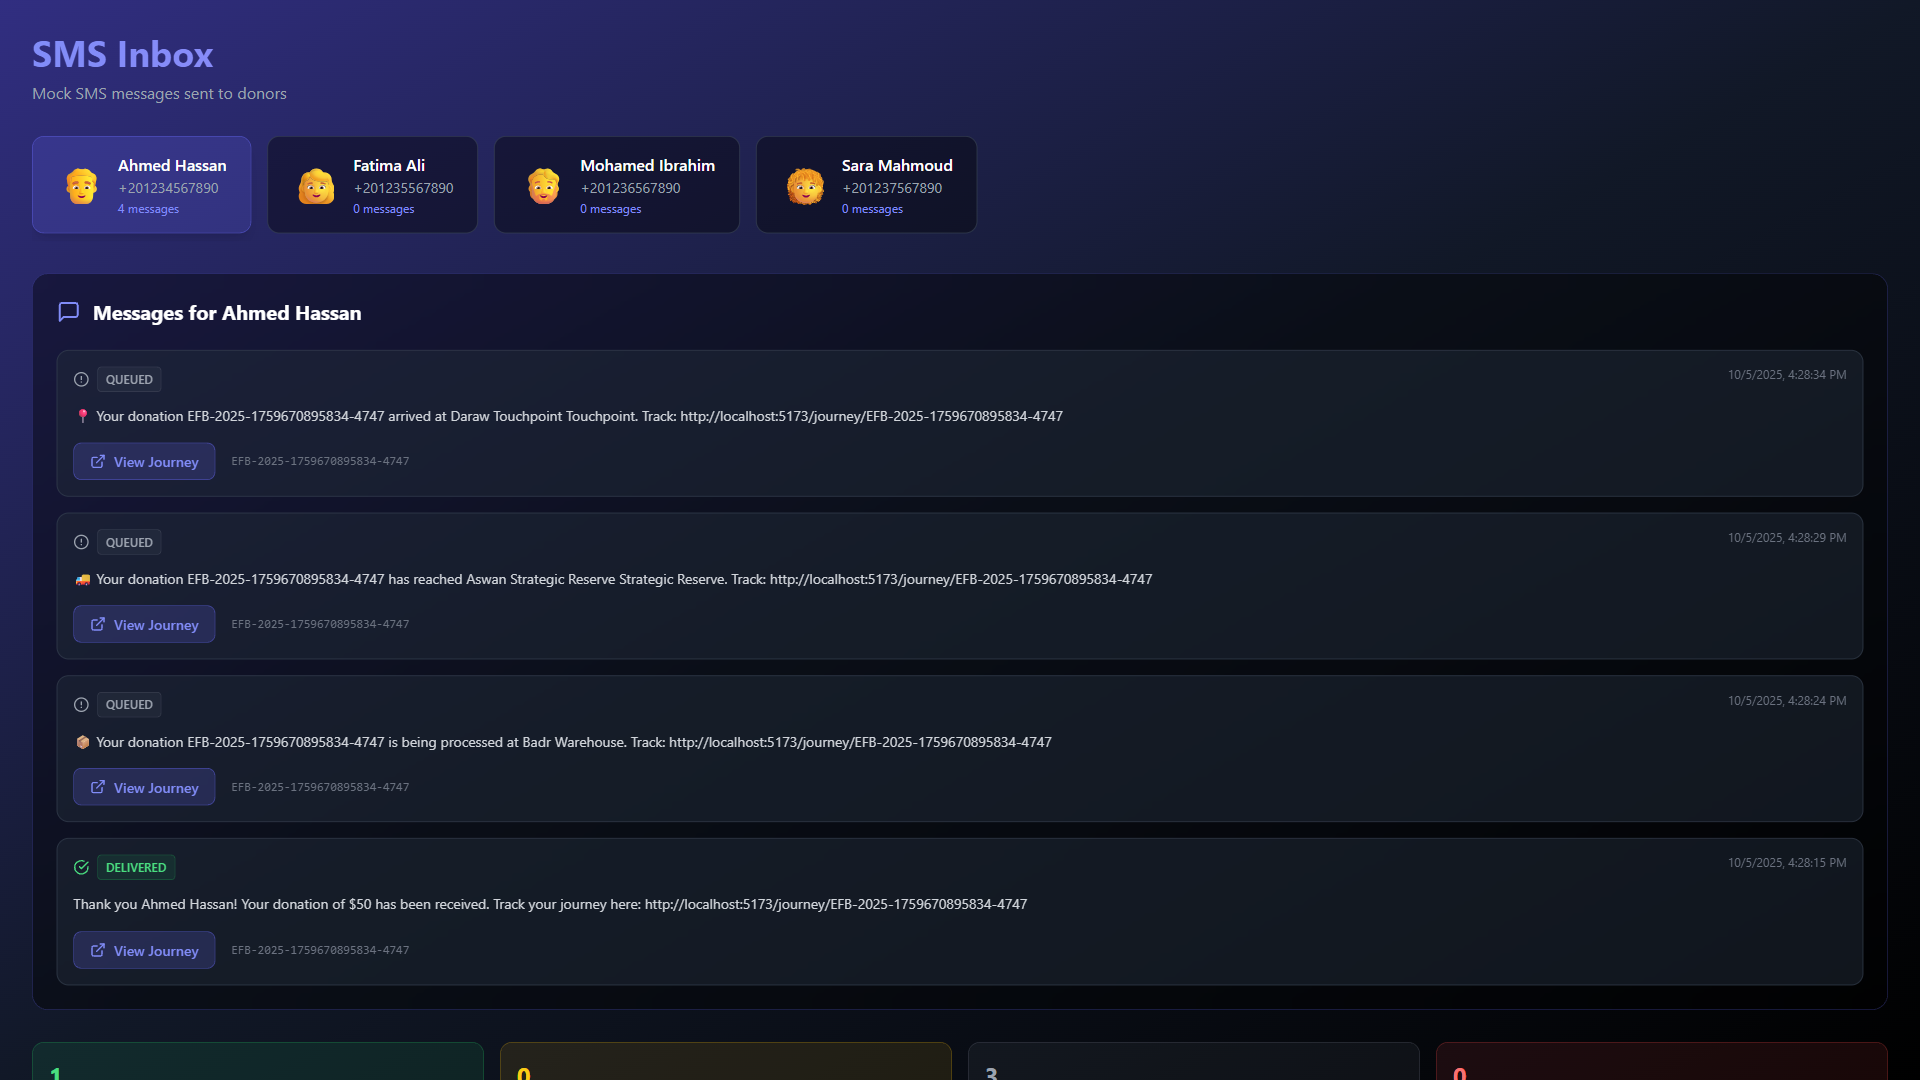 SMS Inbox
Mock SMS messages sent to donors
Ahmed Hassan
+201234567890
4 messages
Fatima Ali
+201235567890
0 messages
Mohamed Ibrahim
+201236567890
0 messages
Sara Mahmoud
+201237567890
0 messages
Messages for Ahmed Hassan
QUEUED
10/5/2025, 4:28:34 PM
📍 Your donation EFB-2025-1759670895834-4747 arrived at Daraw Touchpoint Touchpoint. Track: http://localhost:5173/journey/EFB-2025-1759670895834-4747
View Journey EFB-2025-1759670895834-4747
QUEUED
10/5/2025, 4:28:29 PM
🚚 Your donation EFB-2025-1759670895834-4747 has reached Aswan Strategic Reserve Strategic Reserve. Track: http://localhost:5173/journey/EFB-2025-1759670895834-4747
View Journey EFB-2025-1759670895834-4747
QUEUED
10/5/2025, 4:28:24 PM
📦 Your donation EFB-2025-1759670895834-4747 is being processed at Badr Warehouse. Track: http://localhost:5173/journey/EFB-2025-1759670895834-4747
View Journey EFB-2025-1759670895834-4747
DELIVERED
10/5/2025, 4:28:15 PM
Thank you Ahmed Hassan! Your donation of $50 has been received. Track your journey here: http://localhost:5173/journey/EFB-2025-1759670895834-4747
View Journey EFB-2025-1759670895834-4747
1
0
3
0